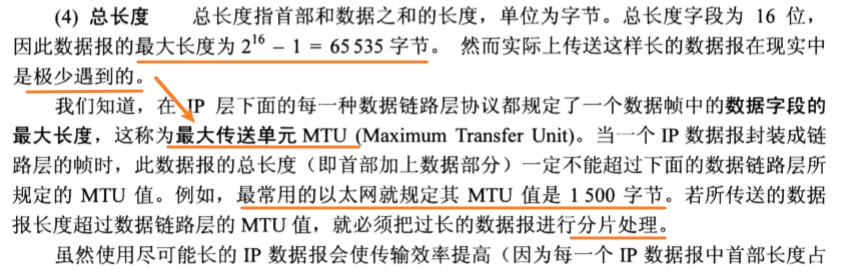 (4) 总长度 总长度指首部和数据之和的长度，单位为字节。总长度字段为 16 位，
因此数据报的最大长度为 2¹⁶ – 1 = 65 535 字节。 然而实际上传送这样长的数据报在现实中
是极少遇到的。
我们知道，在 IP 层下面的每一种数据链路层协议都规定了一个数据帧中的数据字段的
最大长度，这称为最大传送单元 MTU (Maximum Transfer Unit)。当一个 IP 数据报封装成链
路层的帧时，此数据报的总长度（即首部加上数据部分）一定不能超过下面的数据链路层所
规定的 MTU 值。例如，最常用的以太网就规定其 MTU 值是 1 500 字节。若所传送的数据
报长度超过数据链路层的 MTU 值，就必须把过长的数据报进行分片处理。
虽然使用尽可能长的 IP 数据报会使传输效率提高（因为每一个 IP 数据报中首部长度占